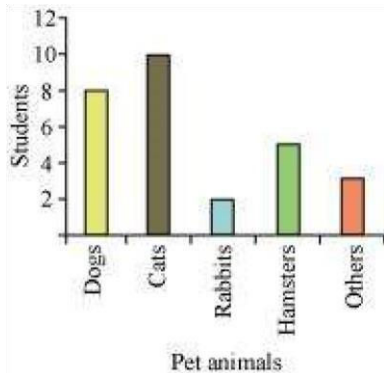 12
10
8
6
4
2
Students
Dogs
Cats
Rabbits
Hamsters
Others
Pet animals